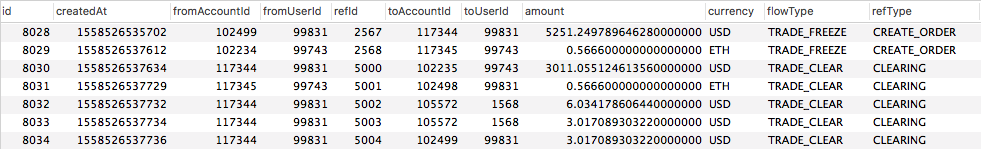 id createdAt fromAccountId fromUserId refId toAccountId toUserId amount currency flowType refType
8028 1558526535702 102499 99831 2567 117344 99831 5251.249789646280000000 USD TRADE_FREEZE CREATE_ORDER
8029 1558526537612 102234 99743 2568 117345 99743 0.566600000000000000 ETH TRADE_FREEZE CREATE_ORDER
8030 1558526537634 117344 99831 5000 102235 99743 3011.055124613560000000 USD TRADE_CLEAR CLEARING
8031 1558526537729 117345 99743 5001 102498 99831 0.566600000000000000 ETH TRADE_CLEAR CLEARING
8032 1558526537732 117344 99831 5002 105572 1568 6.034178606440000000 USD TRADE_CLEAR CLEARING
8033 1558526537734 117344 99831 5003 105572 1568 3.017089303220000000 USD TRADE_CLEAR CLEARING
8034 1558526537736 117344 99831 5004 102499 99831 3.017089303220000000 USD TRADE_CLEAR CLEARING